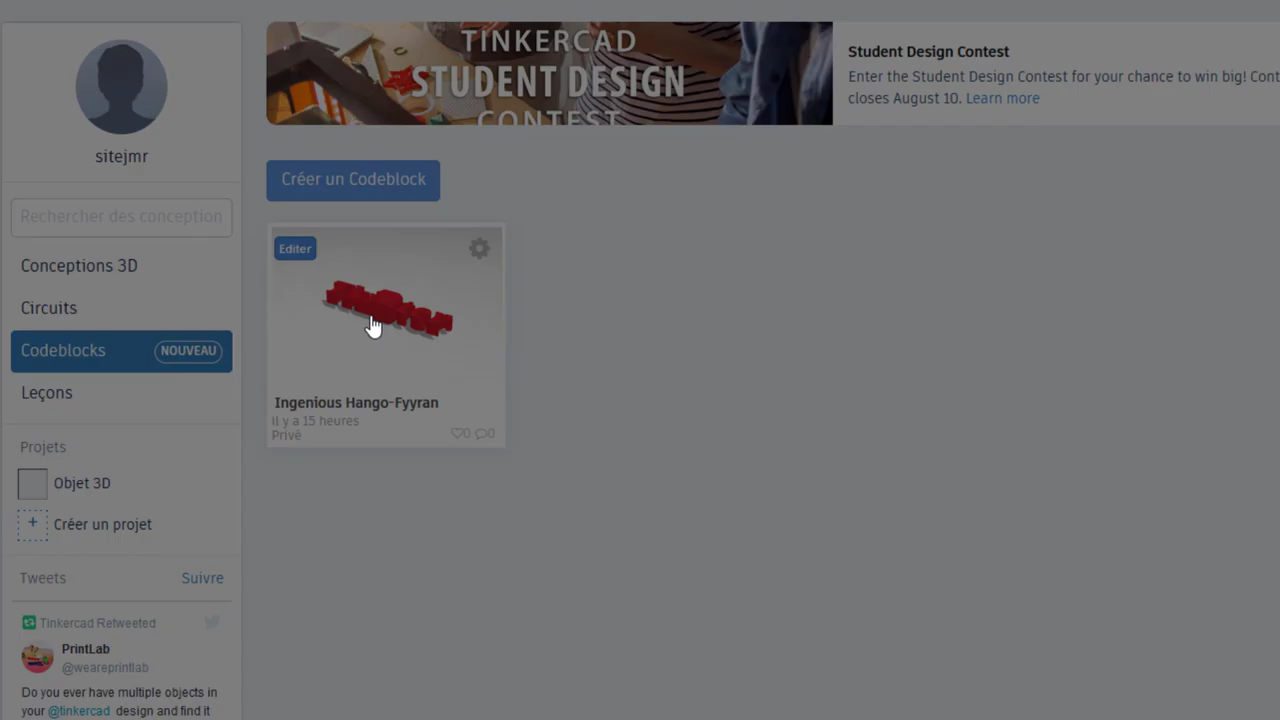 sitejmr
Rechercher des conception
Conceptions 3D
Circuits
Codeblocks
NOUVEAU
Leçons
Projets
Objet 3D
+ Créer un projet
Tweets
Suivre
Tinkercad Retweeted
PrintLab
@weareprintlab
Do you ever have multiple objects in
your @tinkercad design and find it
TINKERCAD
STUDENT DESIGN
CONTEST
Student Design Contest
Enter the Student Design Contest for your chance to win big! Cont
closes August 10. Learn more
Créer un Codeblock
Editer
Ingenious Hango-Fyyran
Il y a 15 heures
Privé
0 0